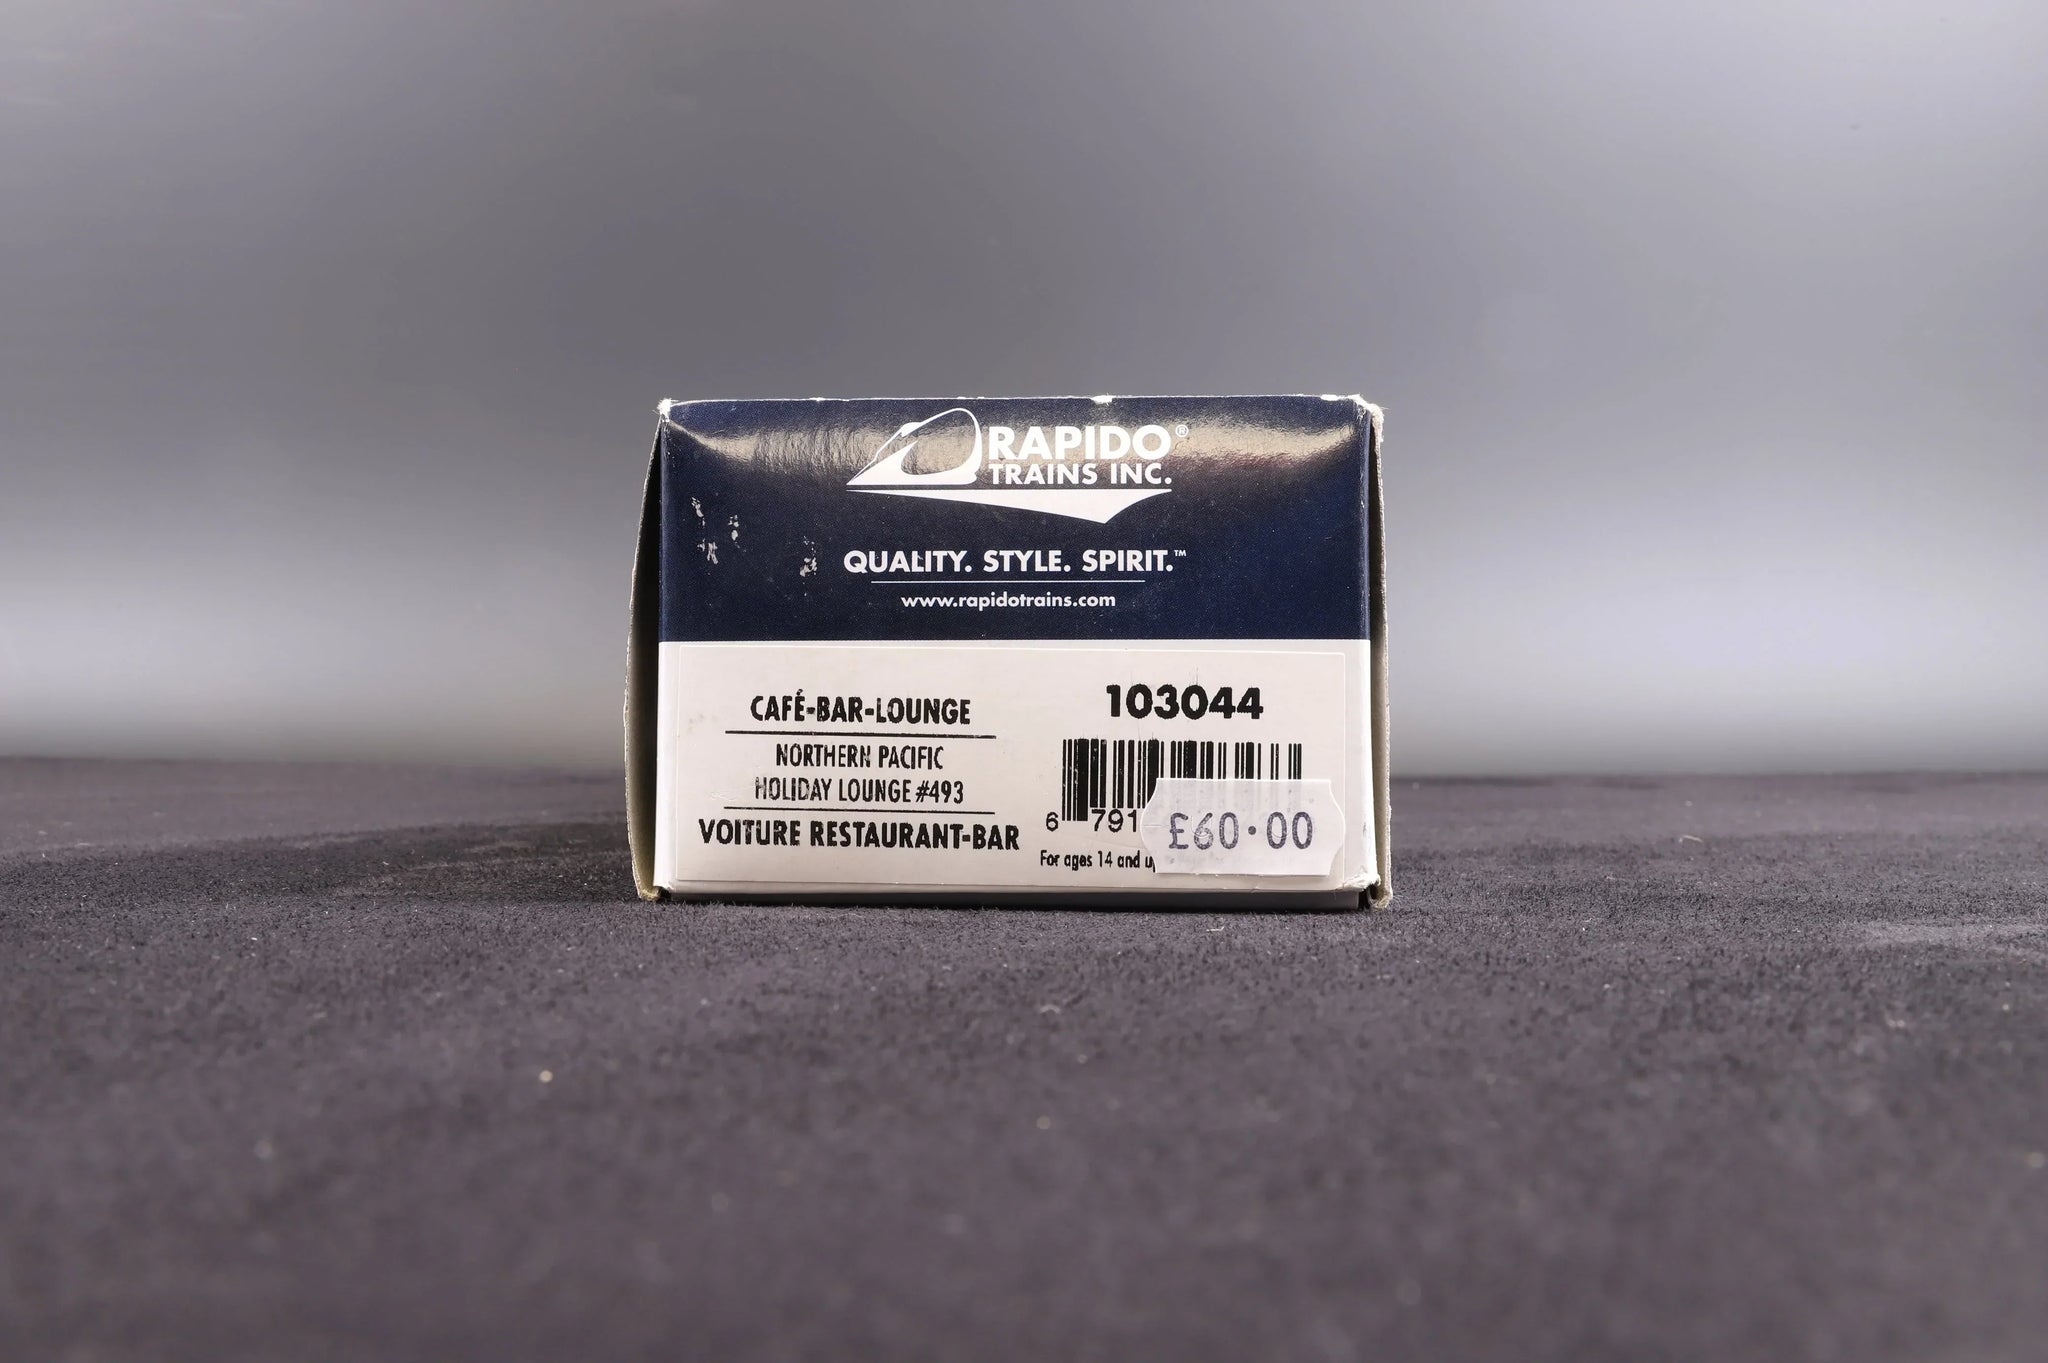 RAPIDO®
TRAINS INC.
QUALITY. STYLE. SPIRIT.™
www.rapidotrains.com
CAFÉ-BAR-LOUNGE
NORTHERN PACIFIC
HOLIDAY LOUNGE #493
VOITURE RESTAURANT-BAR
103044
6 791
£60.00
For ages 14 and